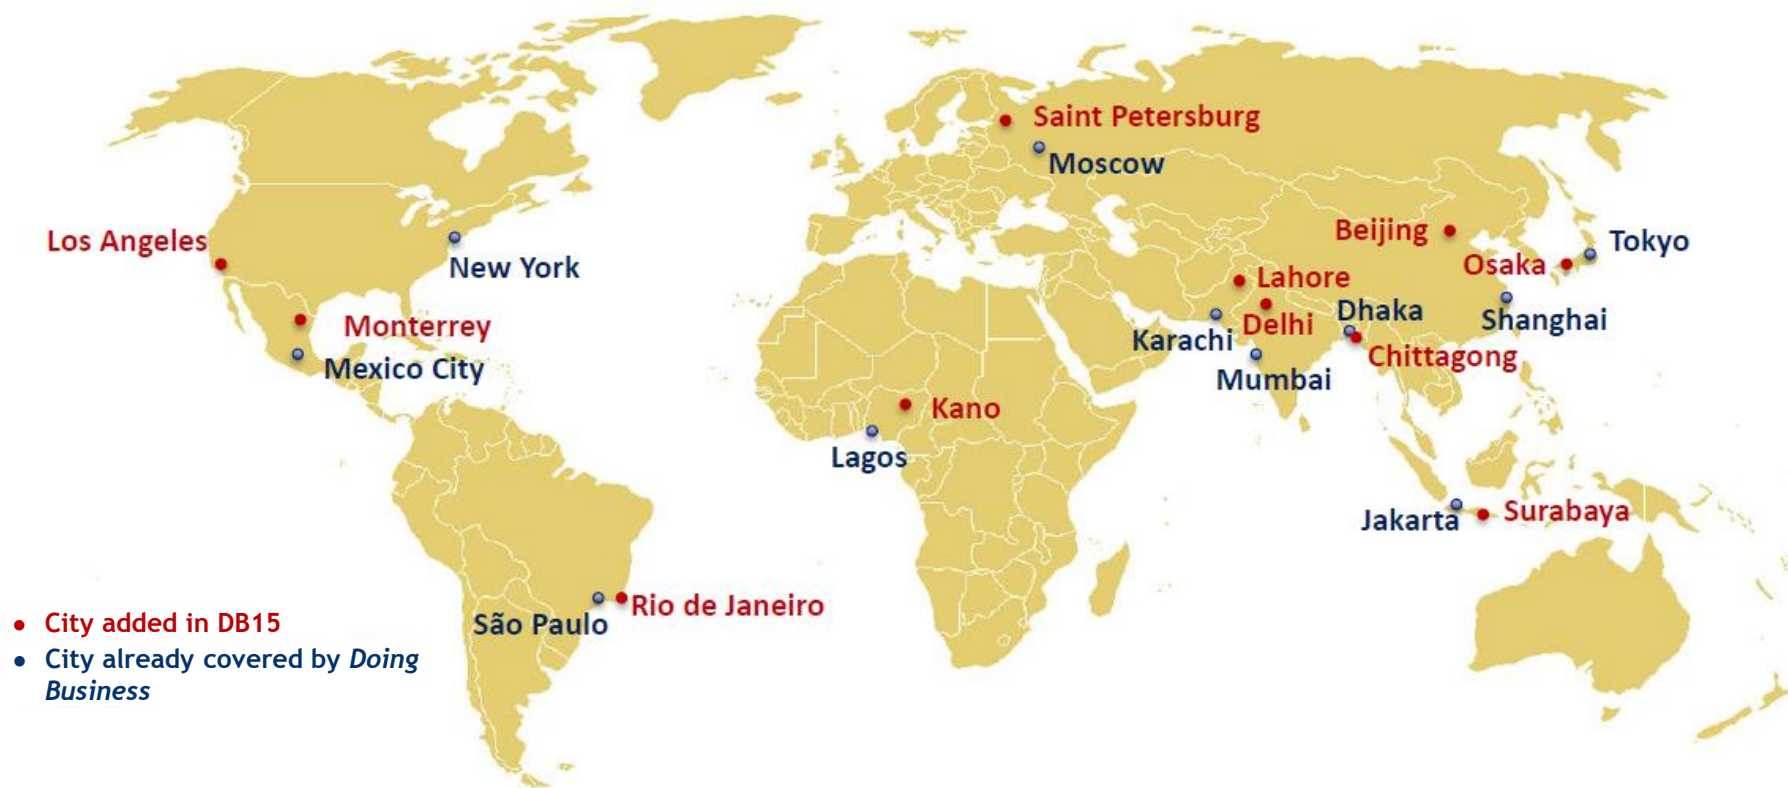 Saint Petersburg
Moscow
Los Angeles
New York
Beijing
Tokyo
Osaka
Lahore
Dhaka
Delhi
Shanghai
Karachi
Chittagong
Monterrey
Mexico City
Mumbai
Kano
Lagos
Jakarta
Surabaya
Rio de Janeiro
São Paulo
• City added in DB15
• City already covered by Doing
Business